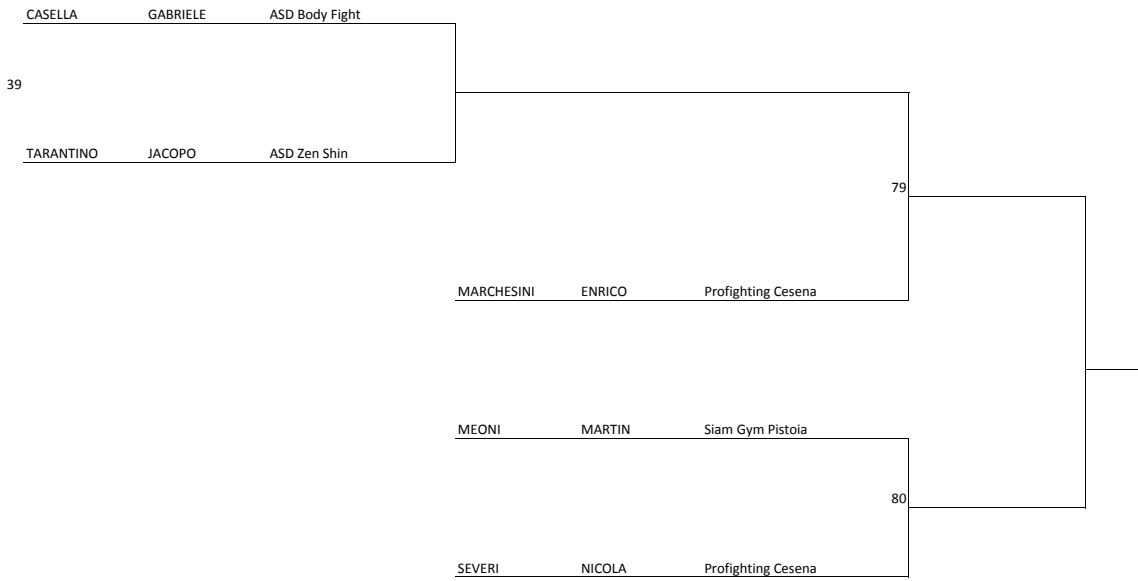 CASELLA GABRIELE ASD Body Fight
39
TARANTINO JACOPO ASD Zen Shin
79
MARCHESINI ENRICO Profighting Cesena
MEONI MARTIN Siam Gym Pistoia
80
SEVERI NICOLA Profighting Cesena